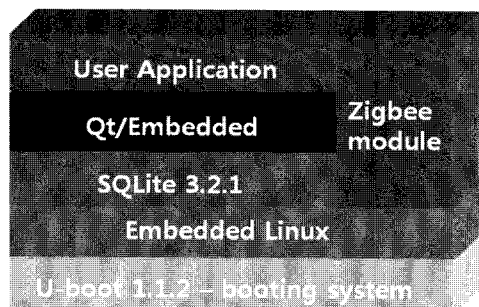 User Application
Qt/Embedded
Zigbee
module
SQLite 3.2.1
Embedded Linux
U-boot 1.1.2 – booting system